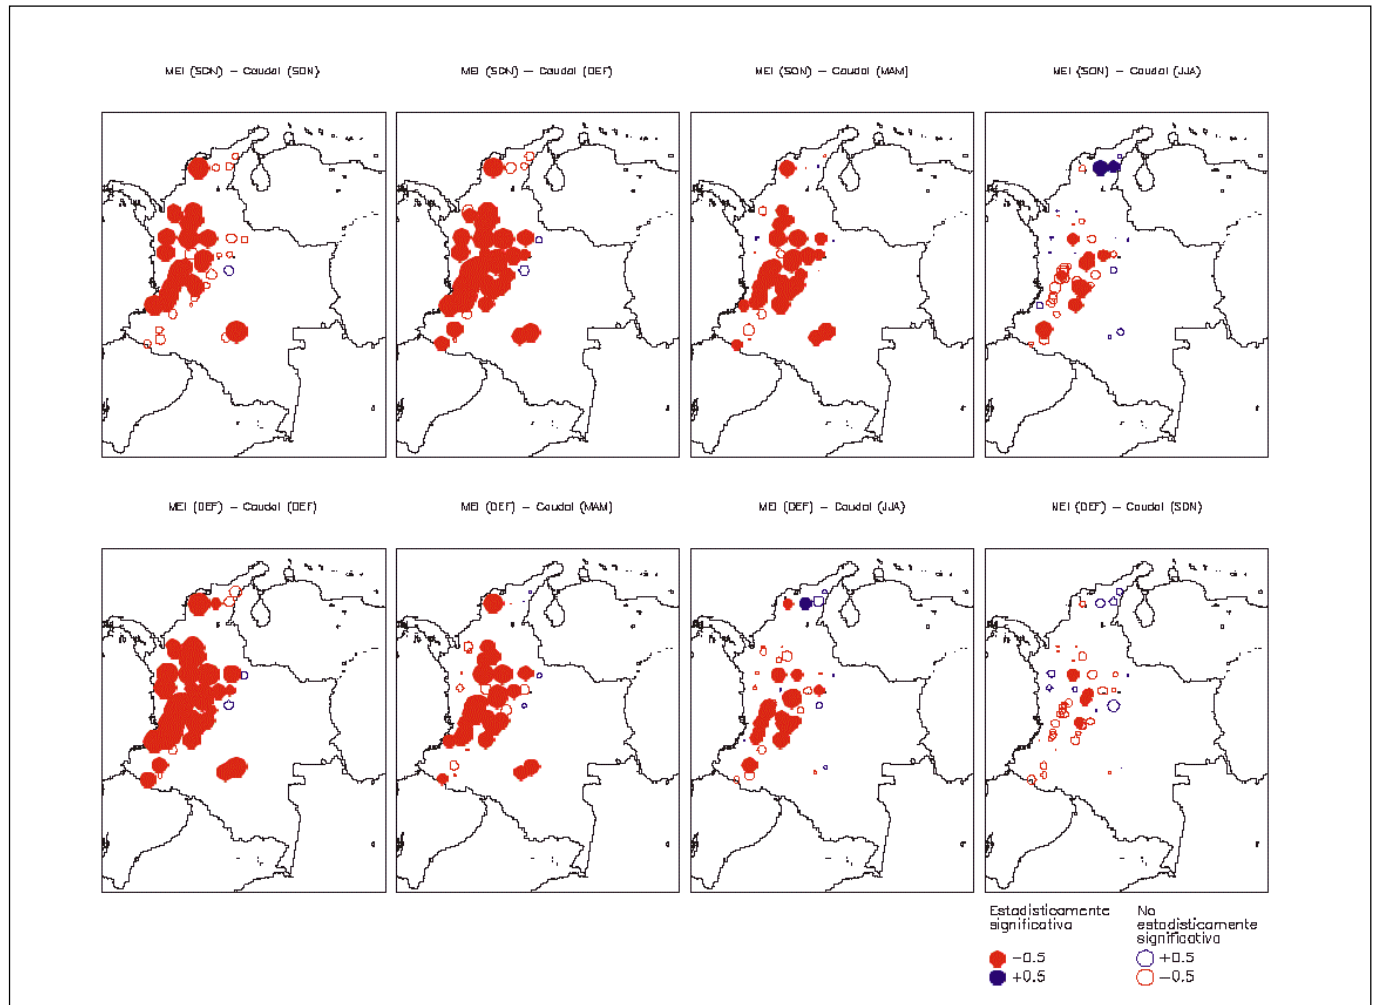 MEI (SON) – Caudal (SON)
MEI (SON) – Caudal (DEF)
MEI (SON) – Caudal (MAM)
MEI (SON) – Caudal (JJA)
MEI (DEF) – Caudal (DEF)
MEI (DEF) – Caudal (MAM)
MEI (DEF) – Caudal (JJA)
MEI (DEF) – Caudal (SON)
Estadisticamente
significativa
−0.5
+0.5
No
estadisticamente
significativa
+0.5
−0.5